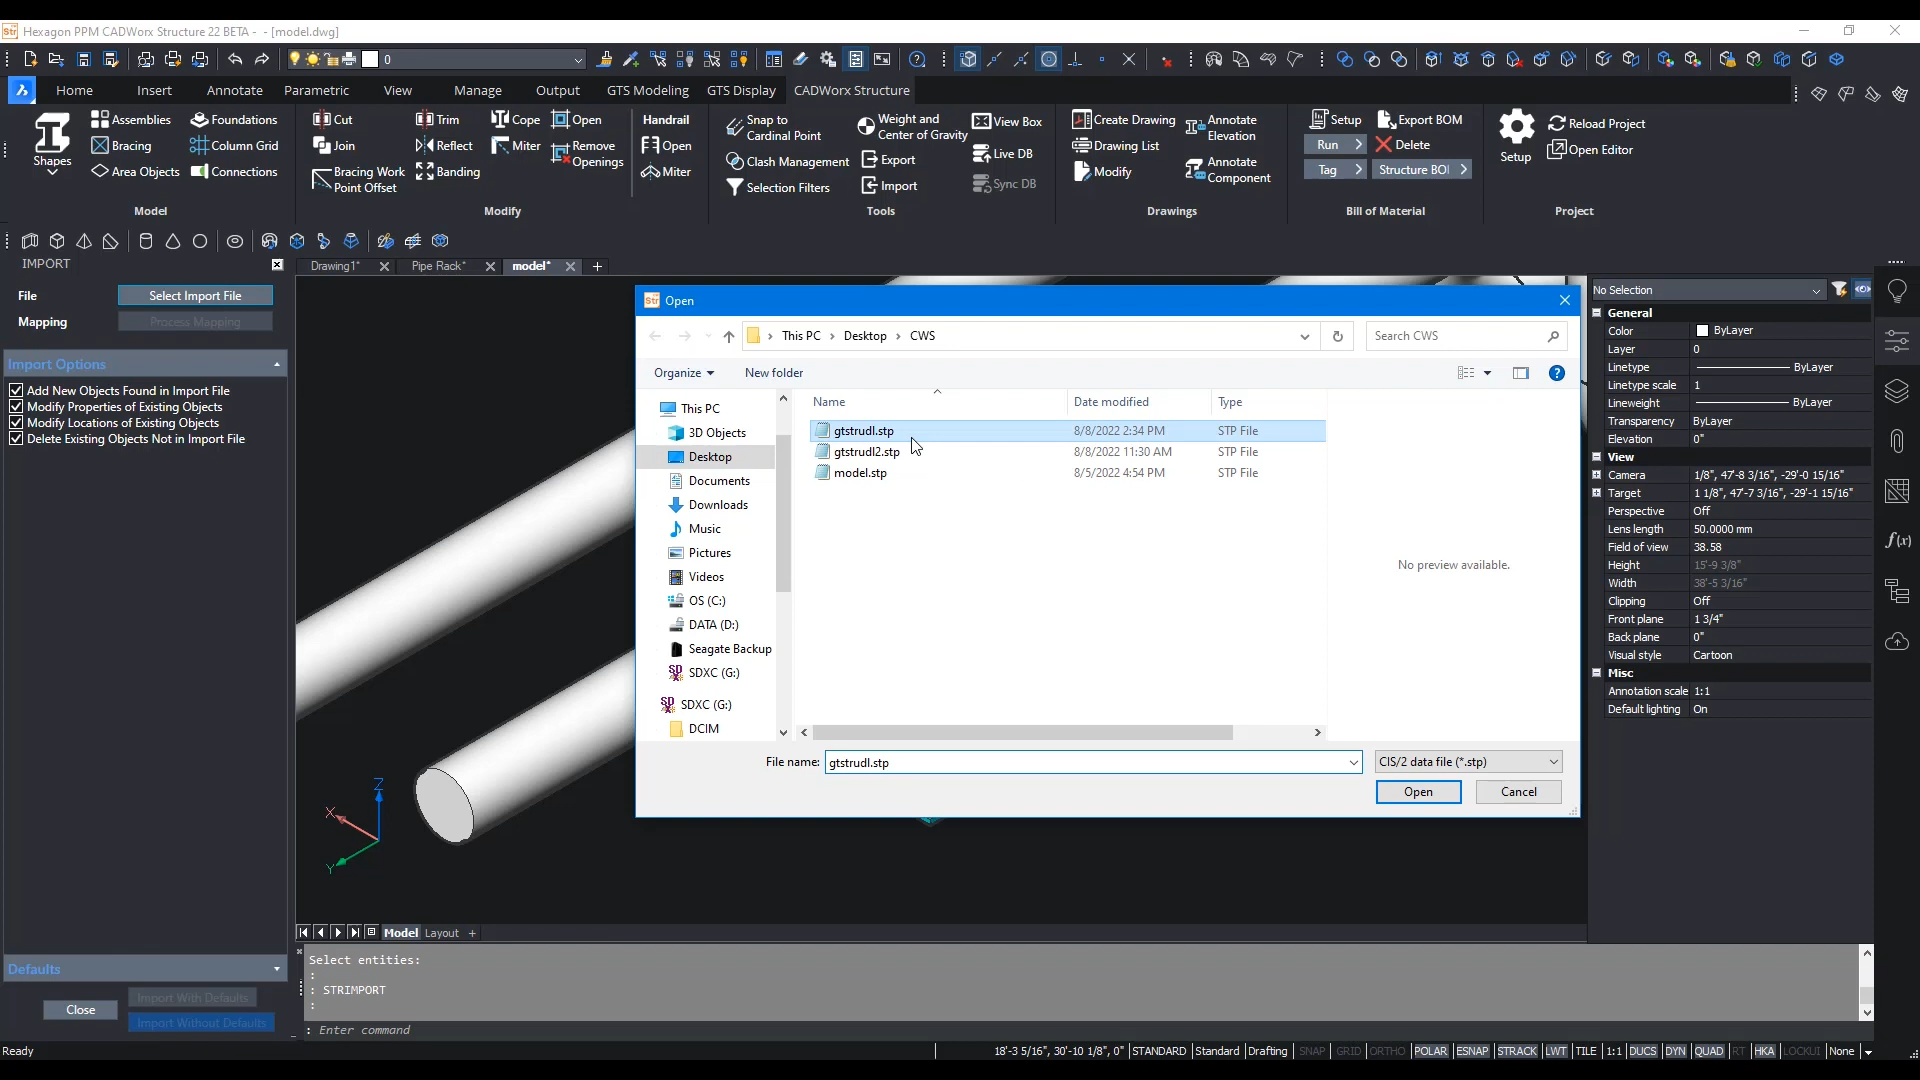 Hexagon PPM CADWorx Structure 22 BETA - - [model.dwg]
0
Home Insert Annotate Parametric View Manage Output GTS Modeling GTS Display CADWorx Structure
Shapes
Assemblies
Foundations
Bracing
Column Grid
Area Objects
Connections
Model
Cut
Trim
Cope
Open
Join
Reflect
Miter
Remove
Openings
Bracing Work
Point Offset
Banding
Handrail
Open
Miter
Modify
Snap to
Cardinal Point
Clash Management
Selection Filters
Weight and
Center of Gravity
Export
Import
View Box
Live DB
Sync DB
Tools
Create Drawing
Drawing List
Modify
Annotate
Elevation
Annotate
Component
Drawings
Setup
Export BOM
Run
Delete
Tag
Structure BO
Bill of Material
Setup
Reload Project
Open Editor
Project
IMPORT
Drawing1*
Pipe Rack*
model*
File
Select Import File
Mapping
Process Mapping
Import Options
Add New Objects Found in Import File
Modify Properties of Existing Objects
Modify Locations of Existing Objects
Delete Existing Objects Not in Import File
Defaults
Import With Defaults
Close
Import Without Defaults
Str Open
This PC > Desktop > CWS
Search CWS
Organize
New folder
This PC
3D Objects
Desktop
Documents
Downloads
Music
Pictures
Videos
OS (C:)
DATA (D:)
Seagate Backup
SDXC (G:)
SDXC (G:)
DCIM
Name Date modified Type
gtstrudl.stp 8/8/2022 2:34 PM STP File
gtstrudl2.stp 8/8/2022 11:30 AM STP File
model.stp 8/5/2022 4:54 PM STP File
No preview available.
File name: gtstrudl.stp
CIS/2 data file (*.stp)
Open
Cancel
X
Z
Y
No Selection
General
Color ByLayer
Layer 0
Linetype ByLayer
Linetype scale 1
Lineweight ByLayer
Transparency ByLayer
Elevation 0"
View
Camera 1/8", 47'-8 3/16", -29'-0 15/16"
Target 1 1/8", 47'-7 3/16", -29'-1 15/16"
Perspective Off
Lens length 50.0000 mm
Field of view 38.58
Height 15'-9 3/8"
Width 38'-5 3/16"
Clipping Off
Front plane 1 3/4"
Back plane 0"
Visual style Cartoon
Misc
Annotation scale 1:1
Default lighting On
f(x)
Model Layout +
Select entities:
:
: STRIMPORT
:
: Enter command
Ready
18'-3 5/16", 30'-10 1/8", 0" STANDARD Standard Drafting SNAP GRID ORTHO POLAR ESNAP STRACK LWT TILE 1:1 DUCS DYN QUAD RT HKA LOCKUI None